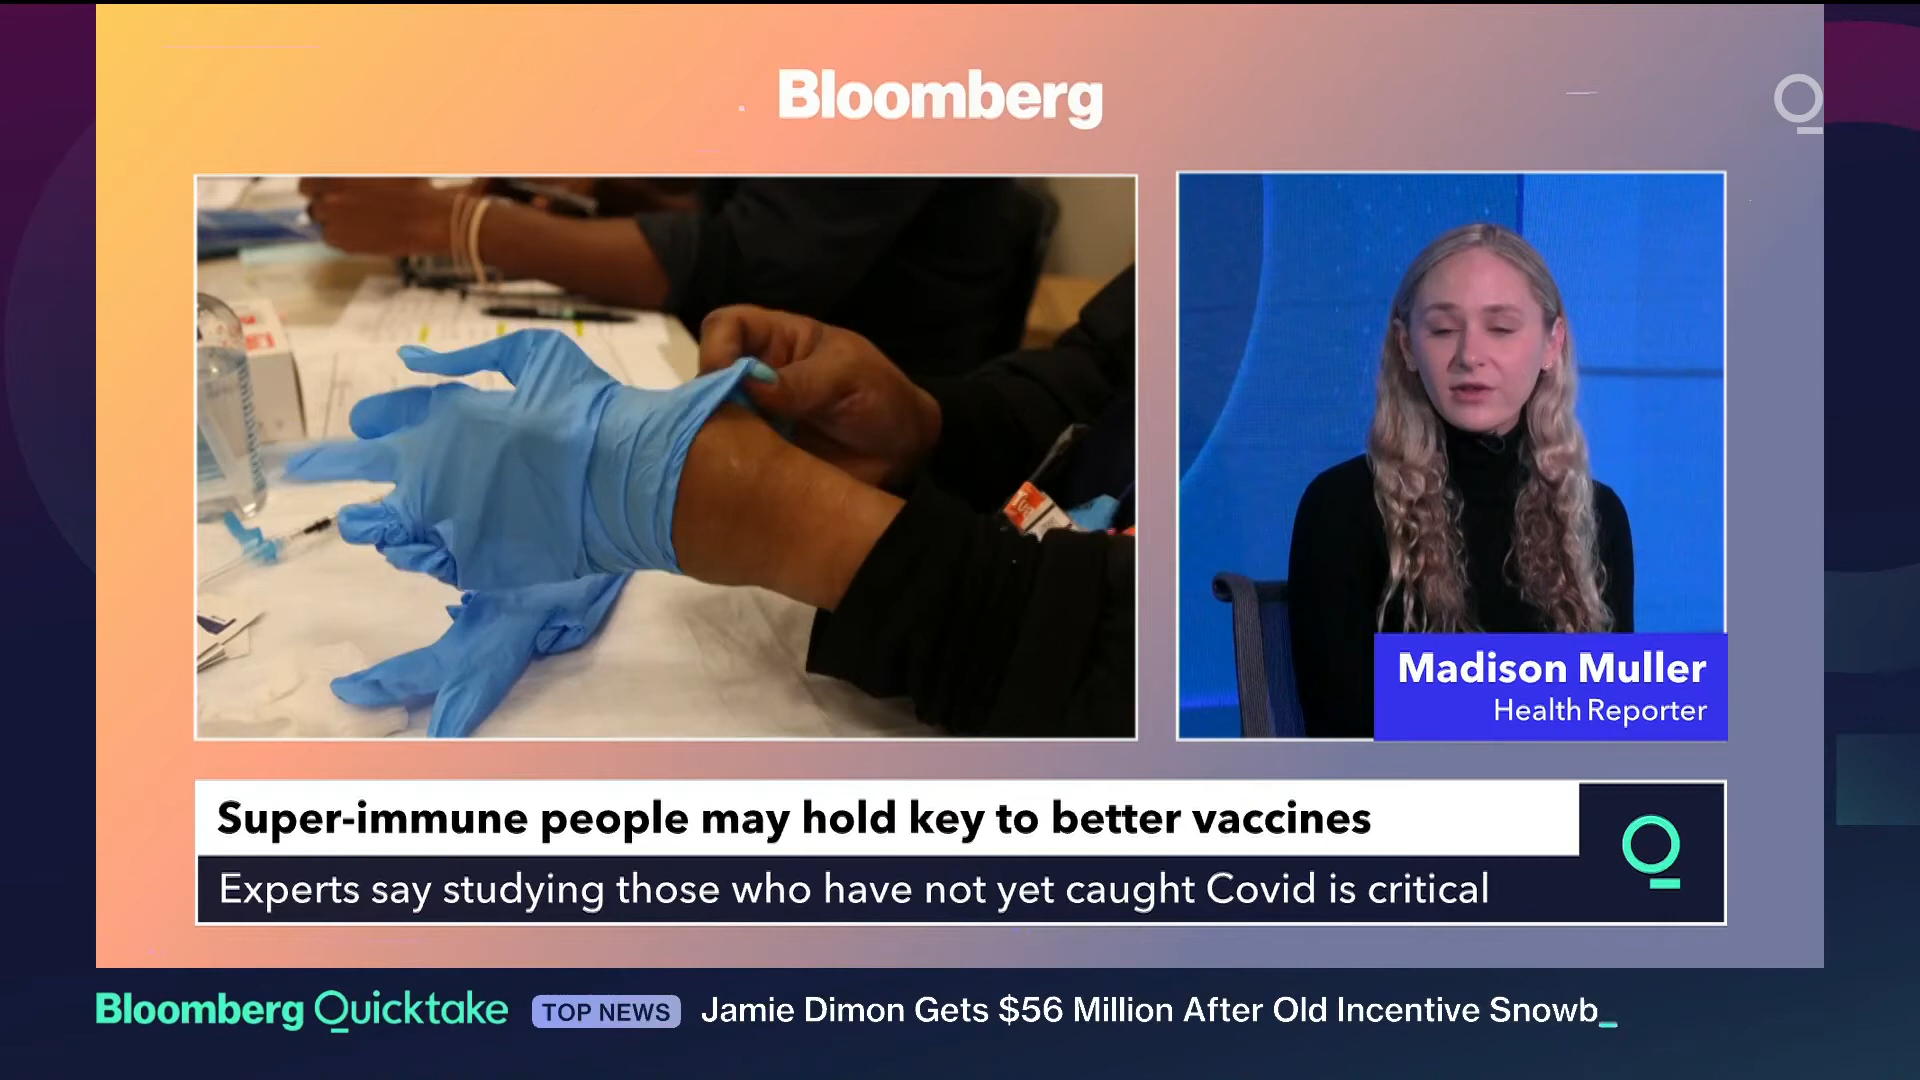 Bloomberg
Madison Muller
Health Reporter
Super-immune people may hold key to better vaccines
Experts say studying those who have not yet caught Covid is critical
Bloomberg Quicktake TOP NEWS Jamie Dimon Gets $56 Million After Old Incentive Snowb_